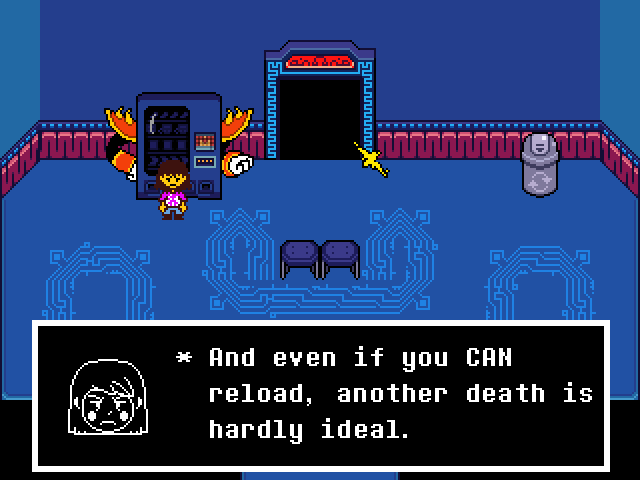 * And even if you CAN
reload, another death is
hardly ideal.